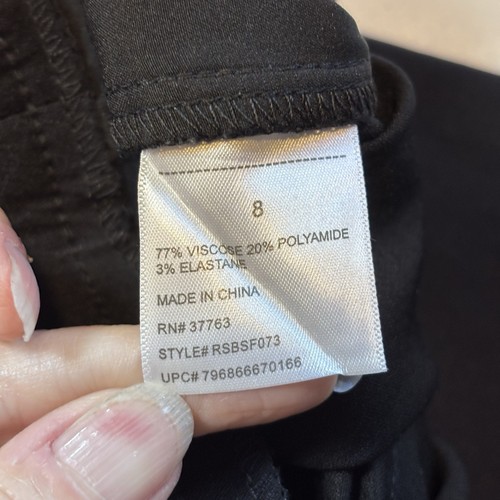 8
77% VISCOSE 20% POLYAMIDE
3% ELASTANE
MADE IN CHINA
RN# 37763
STYLE# RSBSF073
UPC# 796866670166